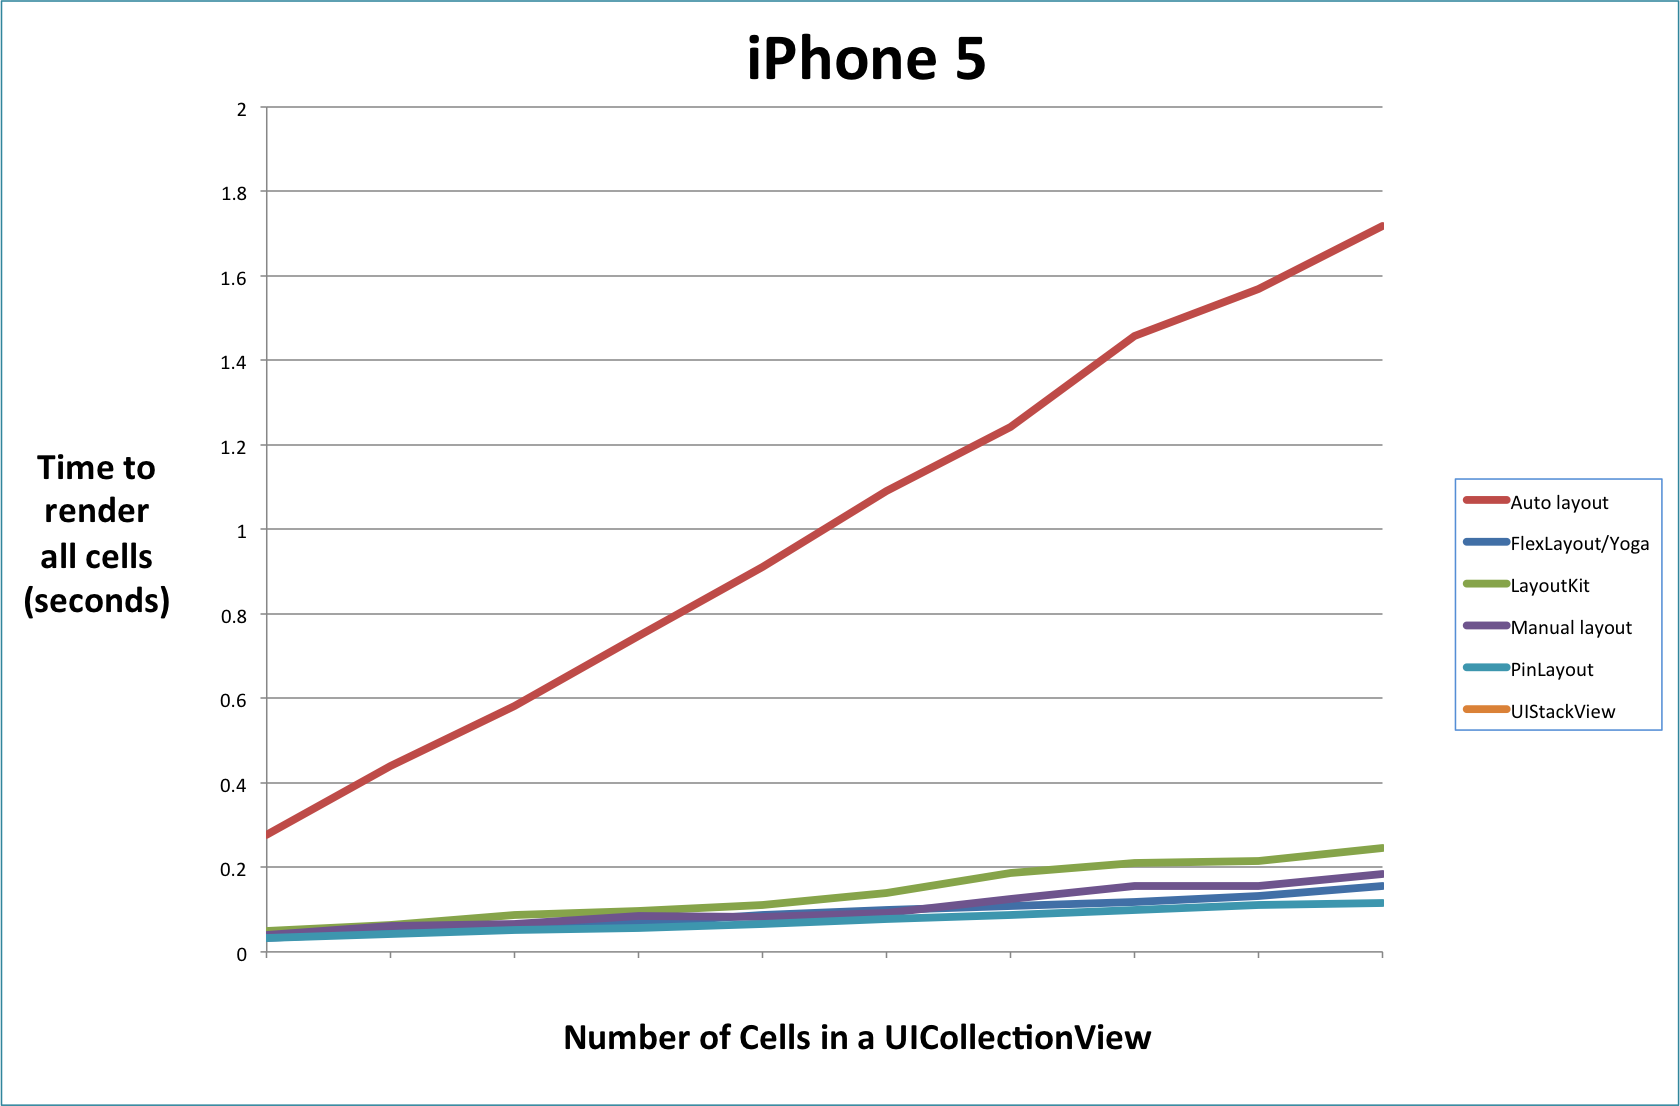 iPhone 5
2
1.8
1.6
1.4
1.2
1
0.8
0.6
0.4
0.2
0
Time to
render
all cells
(seconds)
Auto layout
FlexLayout/Yoga
LayoutKit
Manual layout
PinLayout
UIStackView
Number of Cells in a UICollectionView